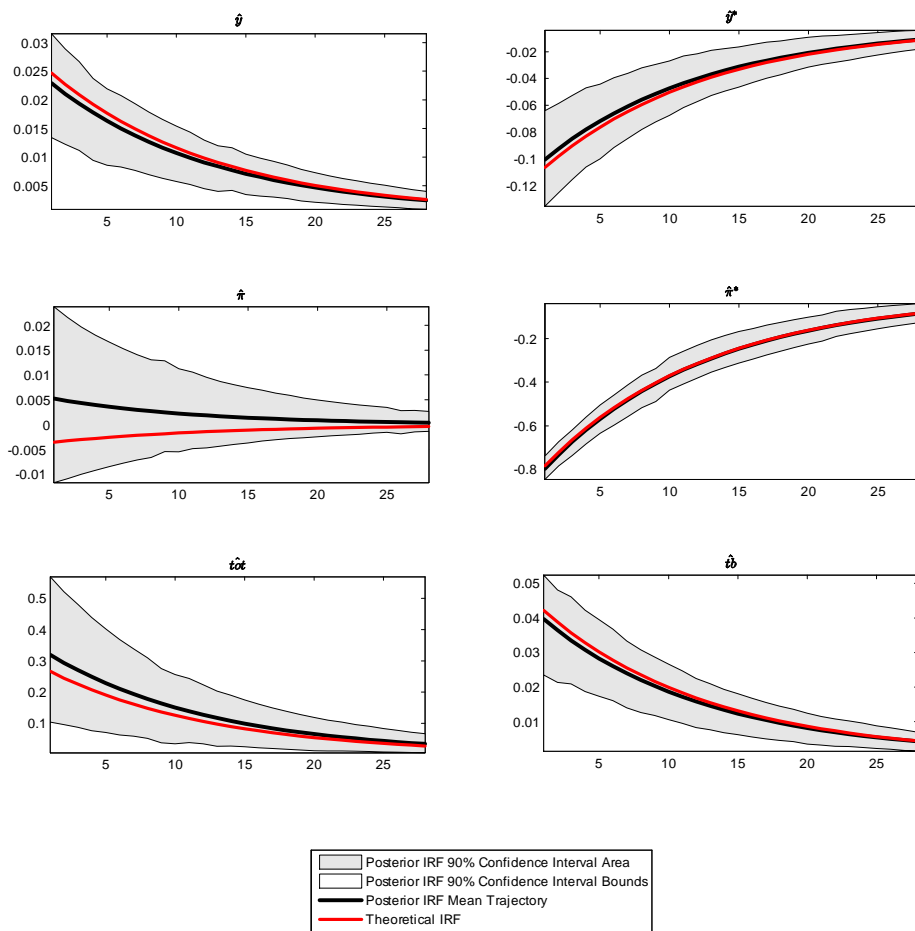 ŷ
0.03
0.025
0.02
0.015
0.01
0.005
5 10 15 20 25
ŷ*
-0.02
-0.04
-0.06
-0.08
-0.1
-0.12
5 10 15 20 25
π̂
0.02
0.015
0.01
0.005
0
-0.005
-0.01
5 10 15 20 25
π̂*
-0.2
-0.4
-0.6
-0.8
5 10 15 20 25
tôt
0.5
0.4
0.3
0.2
0.1
5 10 15 20 25
tb̂
0.05
0.04
0.03
0.02
0.01
5 10 15 20 25
Posterior IRF 90% Confidence Interval Area
Posterior IRF 90% Confidence Interval Bounds
Posterior IRF Mean Trajectory
Theoretical IRF